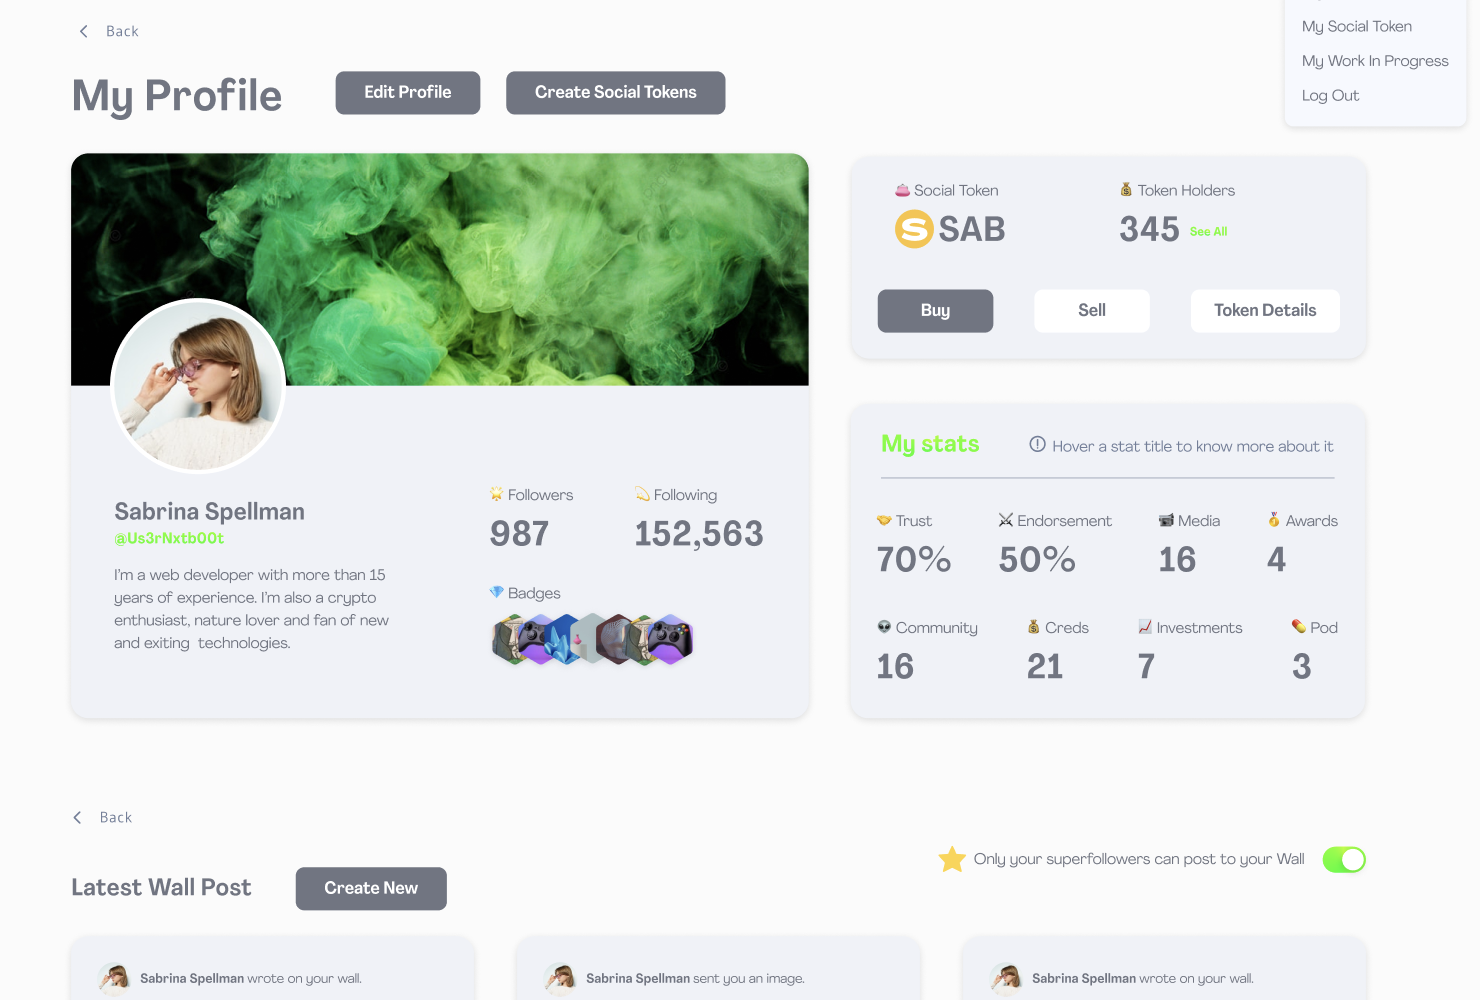 Back
My Social Token
My Work In Progress
Log Out
My Profile
Edit Profile
Create Social Tokens
Social Token
SAB
Token Holders
345 See All
Buy
Sell
Token Details
Sabrina Spellman
@Us3rNxtb00t
I'm a web developer with more than 15
years of experience. I'm also a crypto
enthusiast, nature lover and fan of new
and exiting technologies.
Followers
987
Following
152,563
Badges
My stats
Hover a stat title to know more about it
Trust
70%
Endorsement
50%
Media
16
Awards
4
Community
16
Creds
21
Investments
7
Pod
3
Back
Latest Wall Post
Create New
Only your superfollowers can post to your Wall
Sabrina Spellman wrote on your wall.
Sabrina Spellman sent you an image.
Sabrina Spellman wrote on your wall.